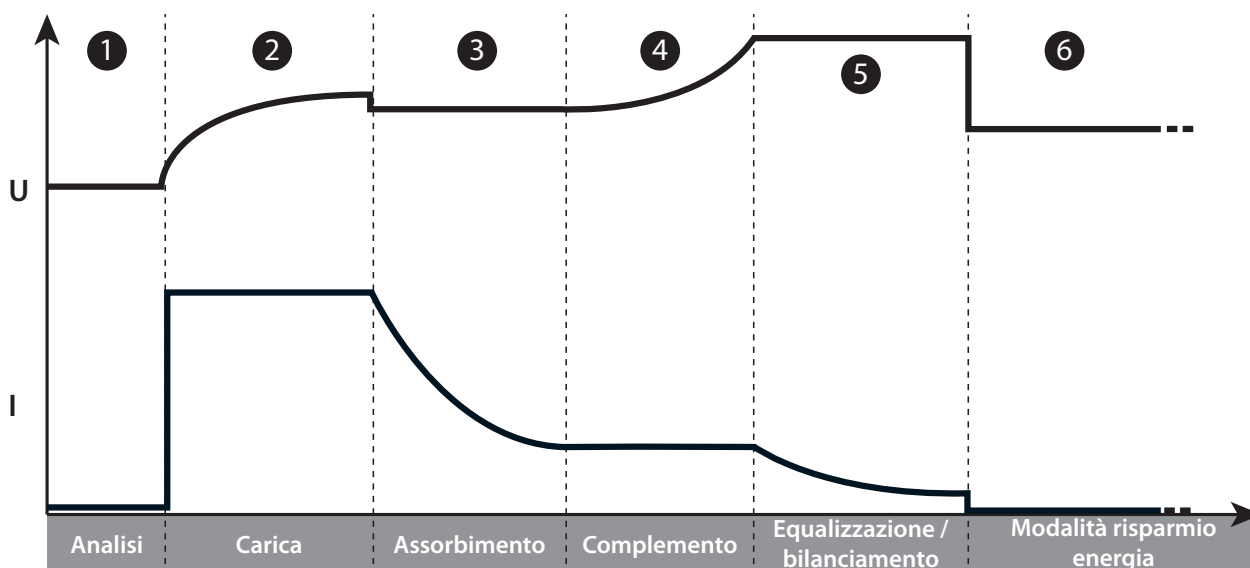 1
2
3
4
5
6
U
I
Analisi
Carica
Assorbimento
Complemento
Equalizzazione /
bilanciamento
Modalità risparmio
energia